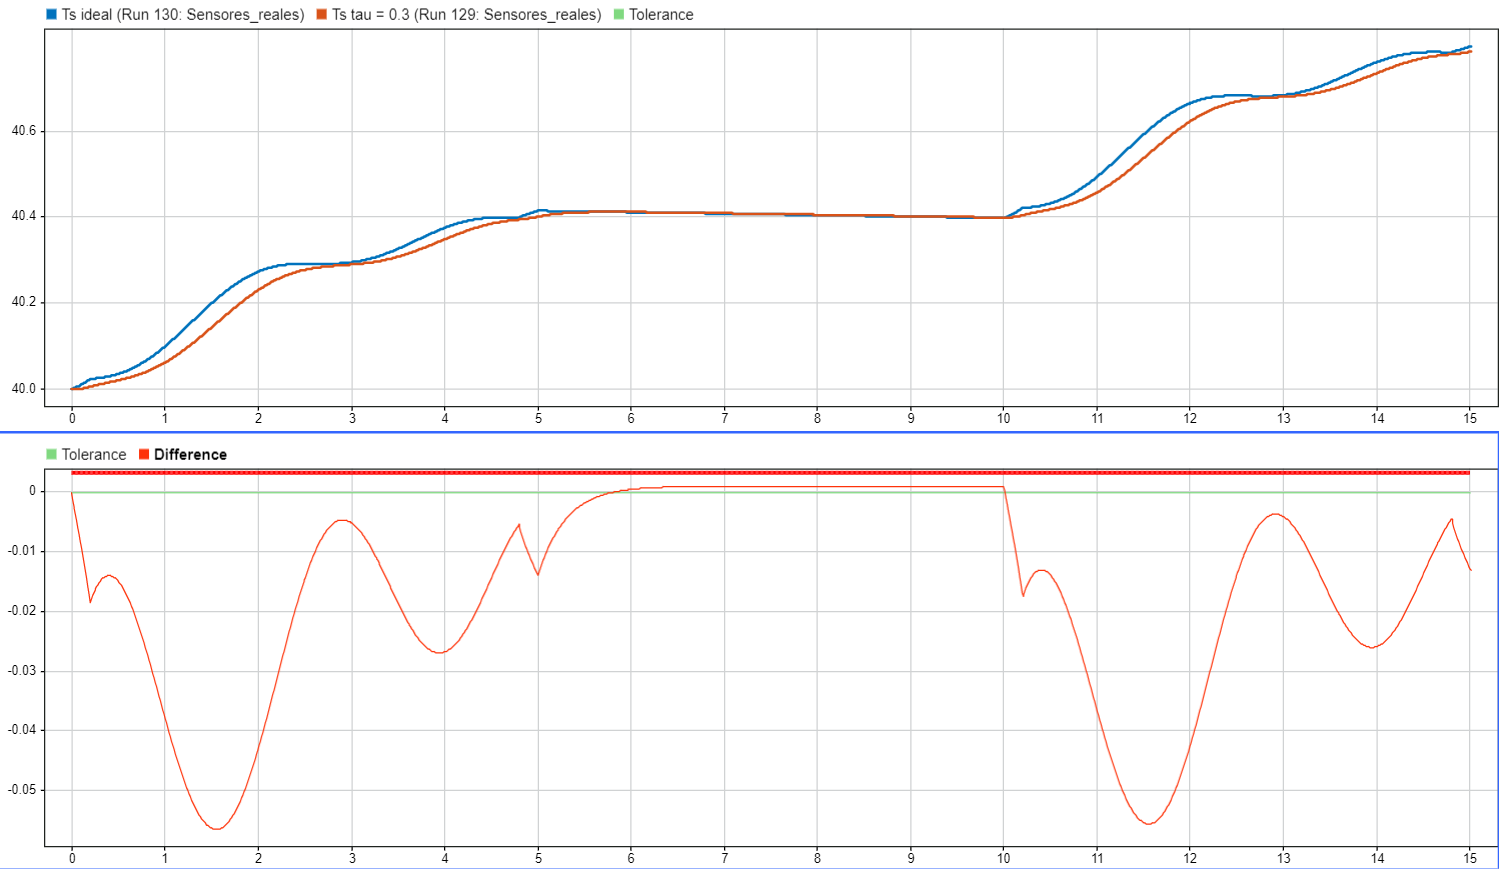 Ts ideal (Run 130: Sensores_reales) Ts tau = 0.3 (Run 129: Sensores_reales) Tolerance
40.6
40.4
40.2
40.0
0 1 2 3 4 5 6 7 8 9 10 11 12 13 14 15
Tolerance Difference
0
-0.01
-0.02
-0.03
-0.04
-0.05
0 1 2 3 4 5 6 7 8 9 10 11 12 13 14 15